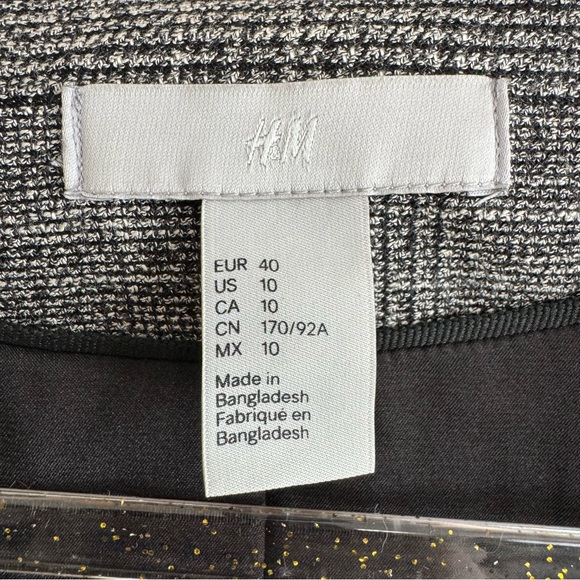 H&M
EUR 40
US 10
CA 10
CN 170/92A
MX 10
Made in
Bangladesh
Fabriqué en
Bangladesh